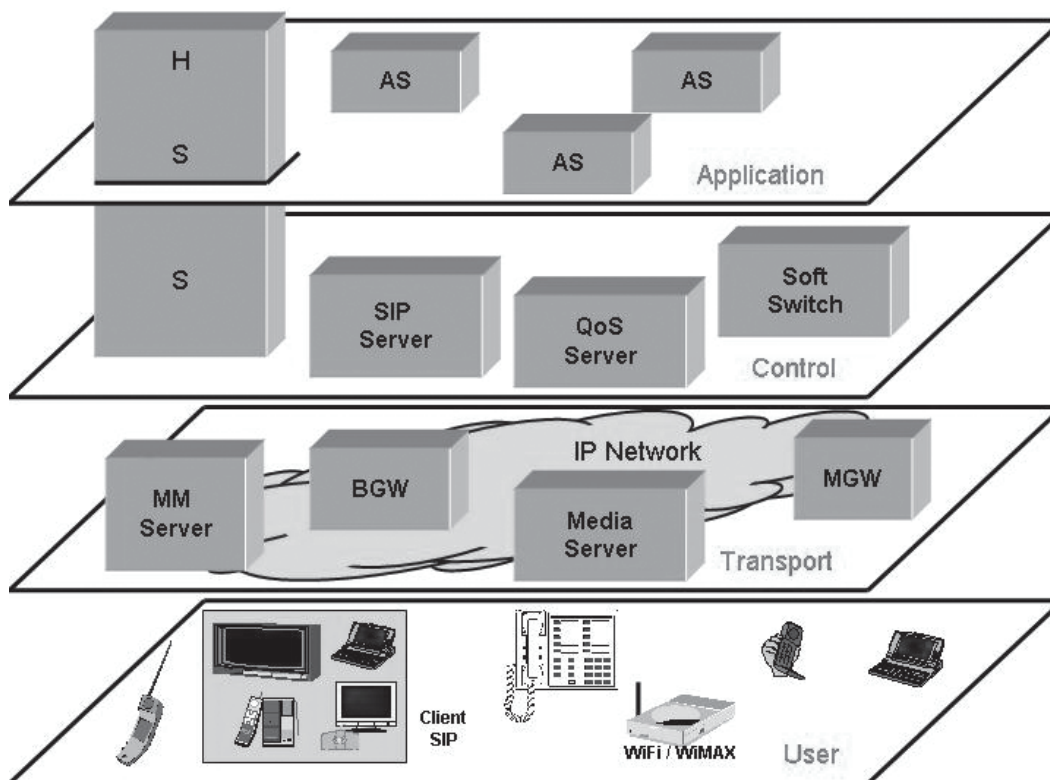 H
S
AS
AS
AS
Application
S
SIP
Server
QoS
Server
Soft
Switch
Control
MM
Server
BGW
IP Network
Media
Server
MGW
Transport
Client
SIP
WiFi / WiMAX
User